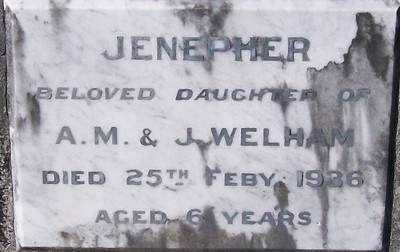 JENEPHER
BELOVED DAUGHTER OF
A.M. & J. WELHAM
DIED 25TH FEBY. 1936
AGED 6 YEARS.